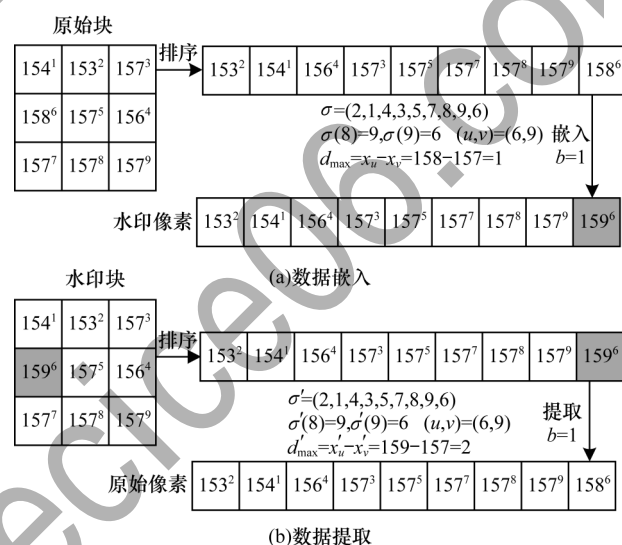 原始块
154¹ 153² 157³
158⁶ 157⁵ 156⁴
157⁷ 157⁸ 157⁹
排序
153² 154¹ 156⁴ 157³ 157⁵ 157⁷ 157⁸ 157⁹ 158⁶
σ=(2,1,4,3,5,7,8,9,6)
σ(8)=9,σ(9)=6 (u,v)=(6,9)
d_max=x_u−x_v=158−157=1
嵌入
b=1
水印像素 153² 154¹ 156⁴ 157³ 157⁵ 157⁷ 157⁸ 157⁹ 159⁶
(a)数据嵌入
水印块
154¹ 153² 157³
159⁶ 157⁵ 156⁴
157⁷ 157⁸ 157⁹
排序
153² 154¹ 156⁴ 157³ 157⁵ 157⁷ 157⁸ 157⁹ 159⁶
σ′=(2,1,4,3,5,7,8,9,6)
σ′(8)=9,σ′(9)=6 (u,v)=(6,9)
d′_max=x′_u−x′_v=159−157=2
提取
b=1
原始像素 153² 154¹ 156⁴ 157³ 157⁵ 157⁷ 157⁸ 157⁹ 158⁶
(b)数据提取